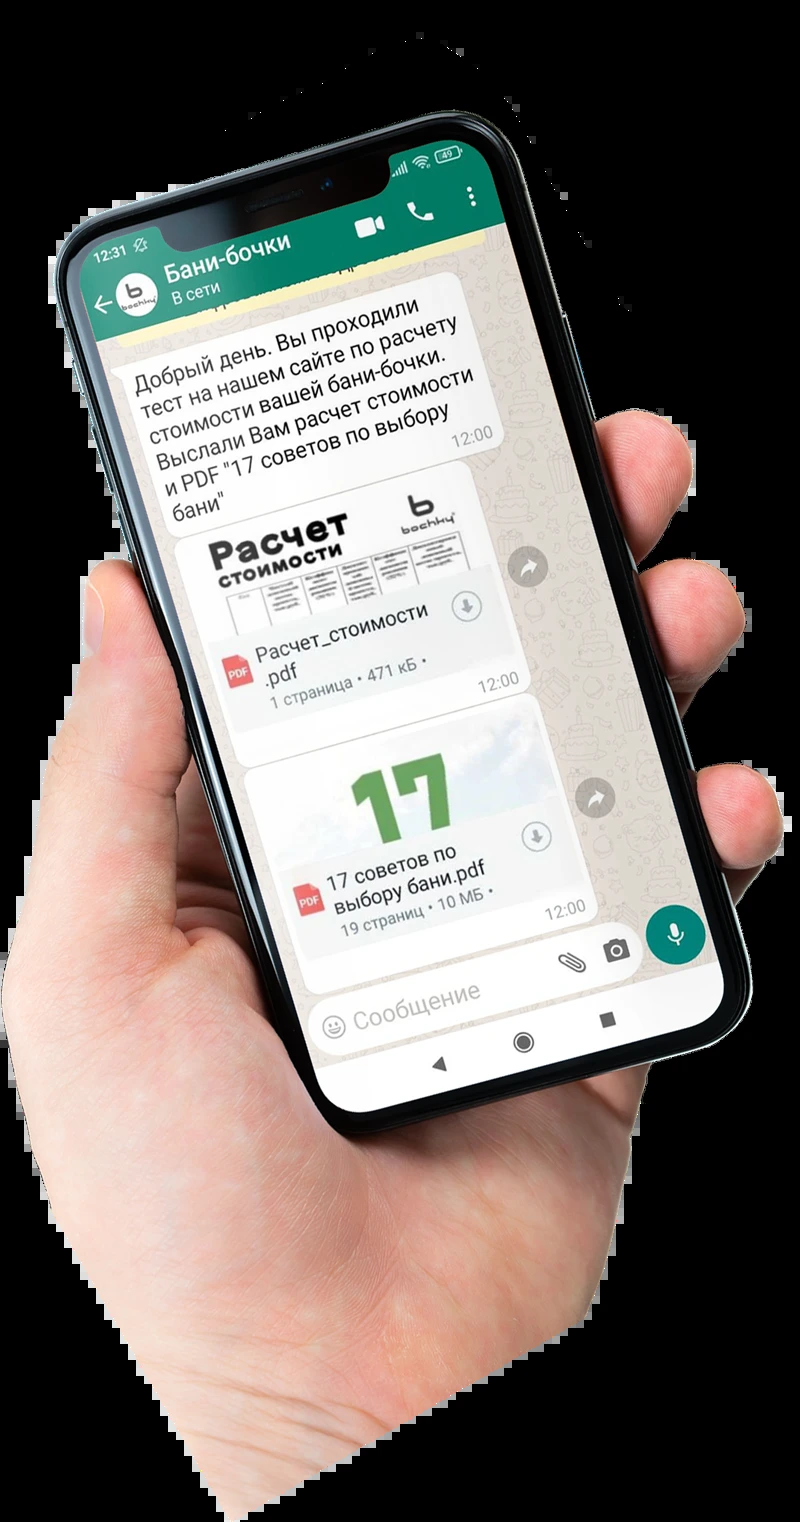 12:31
49
Бани-бочки
В сети
b
bochky
Добрый день. Вы проходили
тест на нашем сайте по расчету
стоимости вашей бани-бочки.
Выслали Вам расчет стоимости
и PDF "17 советов по выбору
бани"
12:00
Расчет
стоимости
b
bochky
PDF
Расчет_стоимости
.pdf
1 страница • 471 кБ •
12:00
17
PDF
17 советов по
выбору бани.pdf
19 страниц • 10 МБ •
12:00
Сообщение